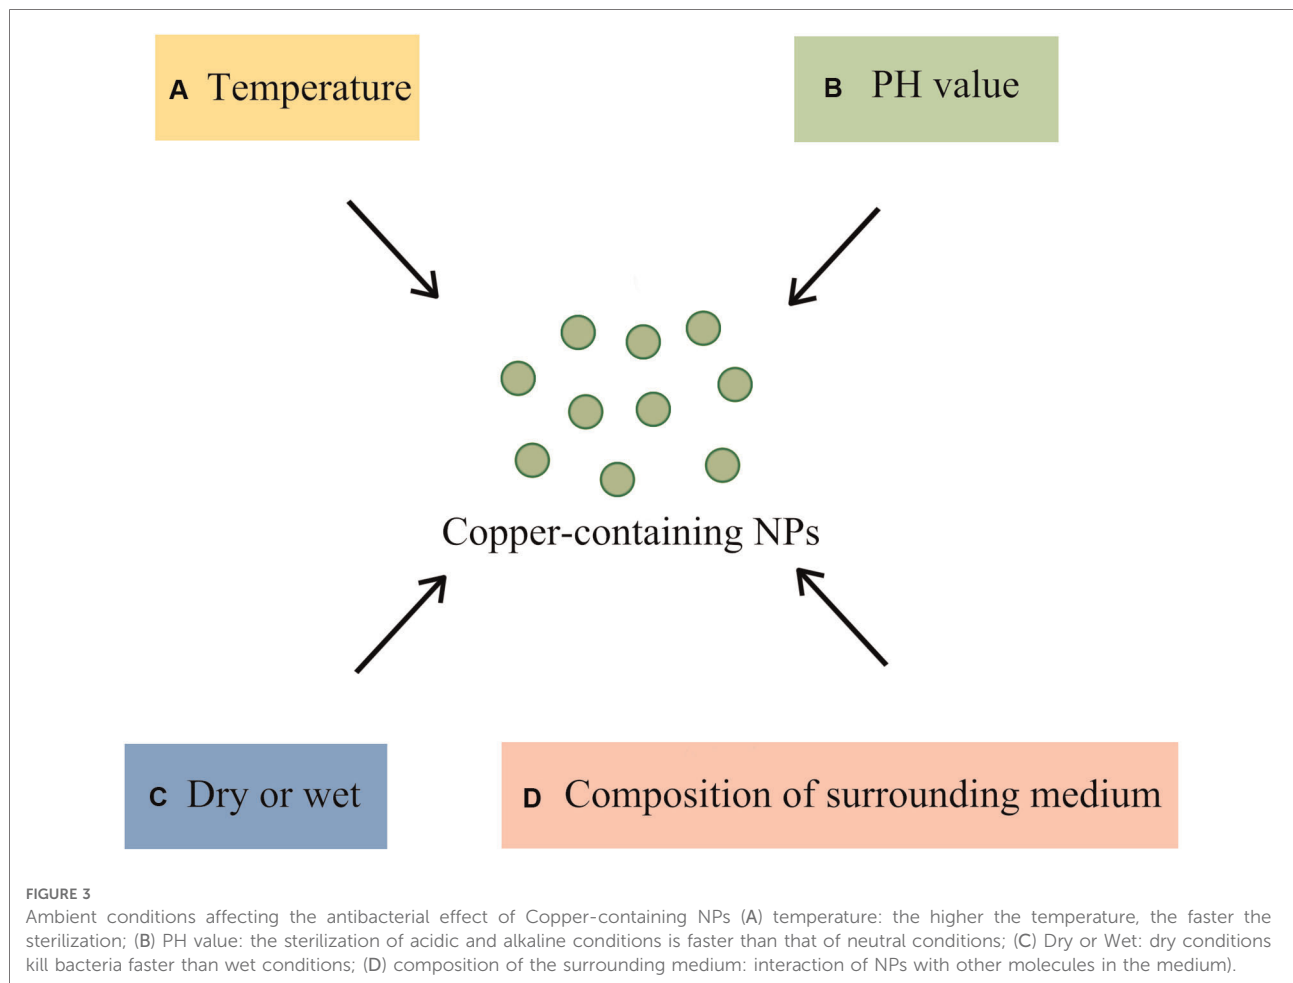 A Temperature
B PH value
Copper-containing NPs
C Dry or wet
D Composition of surrounding medium
FIGURE 3
Ambient conditions affecting the antibacterial effect of Copper-containing NPs (A) temperature: the higher the temperature, the faster the
sterilization; (B) PH value: the sterilization of acidic and alkaline conditions is faster than that of neutral conditions; (C) Dry or Wet: dry conditions
kill bacteria faster than wet conditions; (D) composition of the surrounding medium: interaction of NPs with other molecules in the medium).